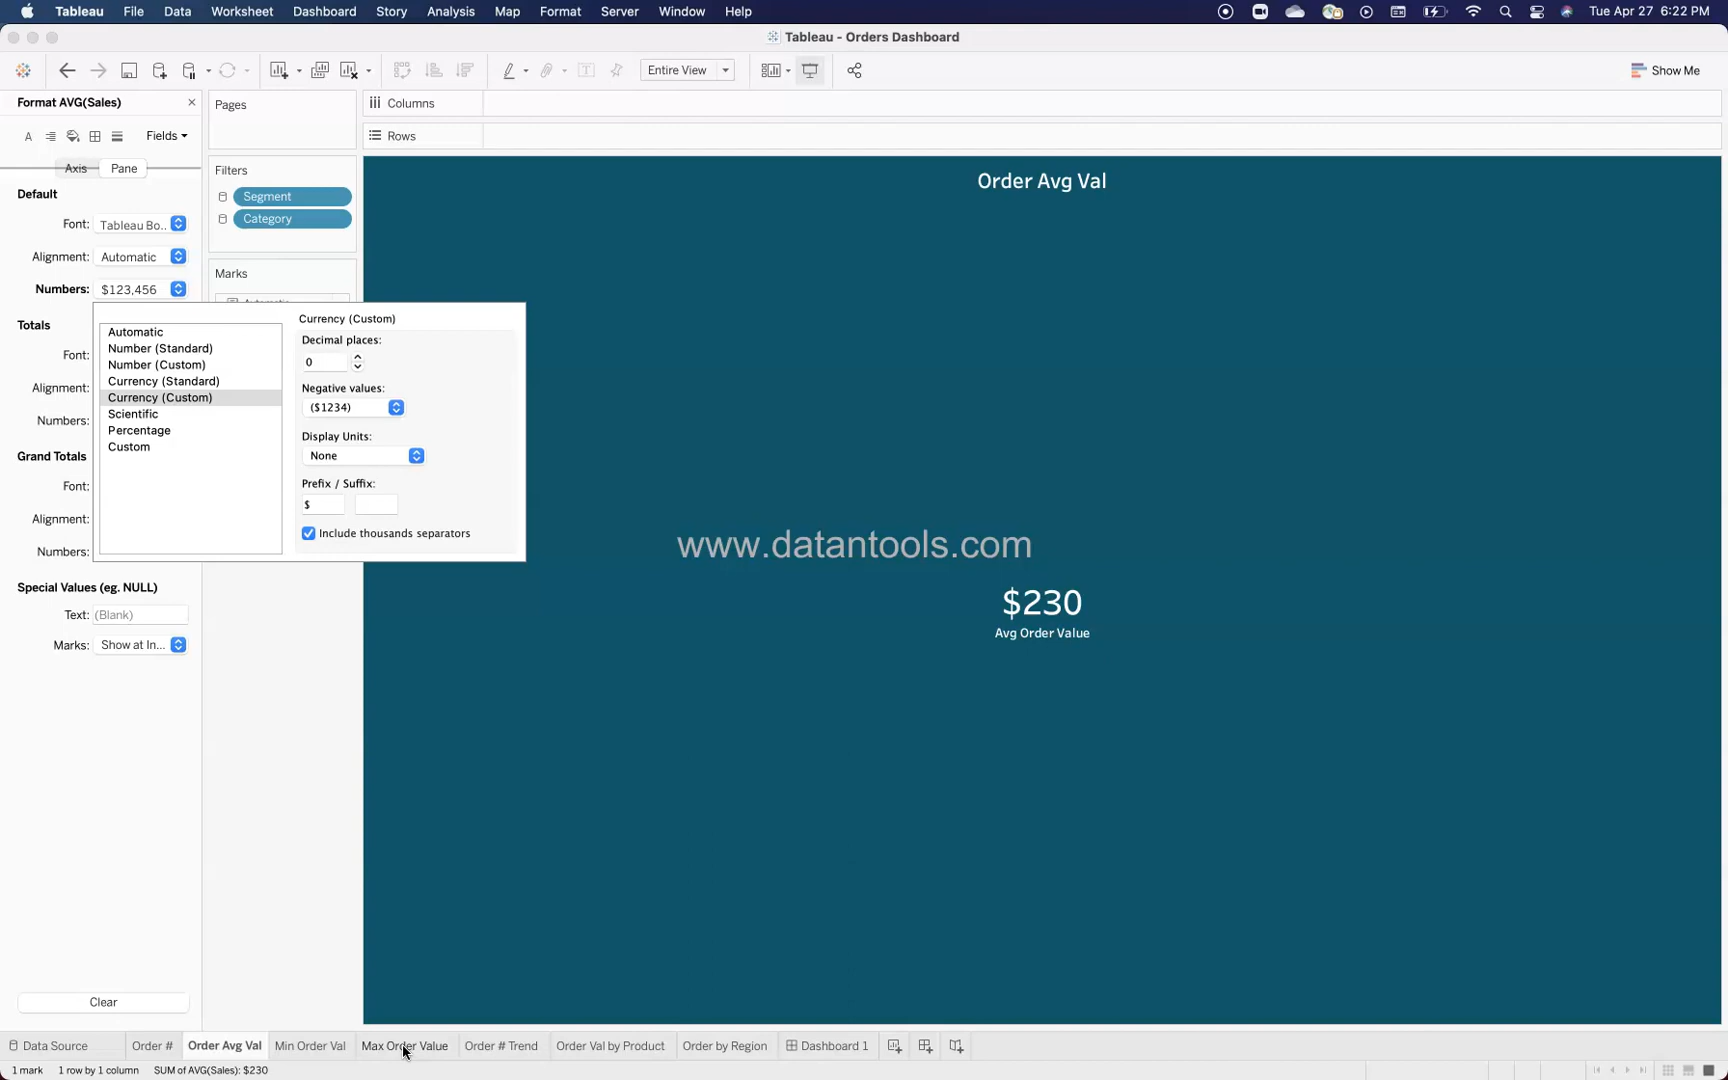 Tableau File Data Worksheet Dashboard Story Analysis Map Format Server Window Help Tue Apr 27 6:22 PM
Tableau - Orders Dashboard
Entire View Show Me
Format AVG(Sales)
Fields
Axis Pane
Default
Font: Tableau Bo..
Alignment: Automatic
Numbers: $123,456
Totals
Font:
Alignment:
Numbers:
Grand Totals
Font:
Alignment:
Numbers:
Special Values (eg. NULL)
Text: (Blank)
Marks: Show at In...
Clear
Pages
Filters
Segment
Category
Marks
Columns
Rows
Automatic
Number (Standard)
Number (Custom)
Currency (Standard)
Currency (Custom)
Scientific
Percentage
Custom
Currency (Custom)
Decimal places:
0
Negative values:
($1234)
Display Units:
None
Prefix / Suffix:
$
Include thousands separators
Order Avg Val
www.datantools.com
$230
Avg Order Value
Data Source Order # Order Avg Val Min Order Val Max Order Value Order # Trend Order Val by Product Order by Region Dashboard 1
1 mark 1 row by 1 column SUM of AVG(Sales): $230